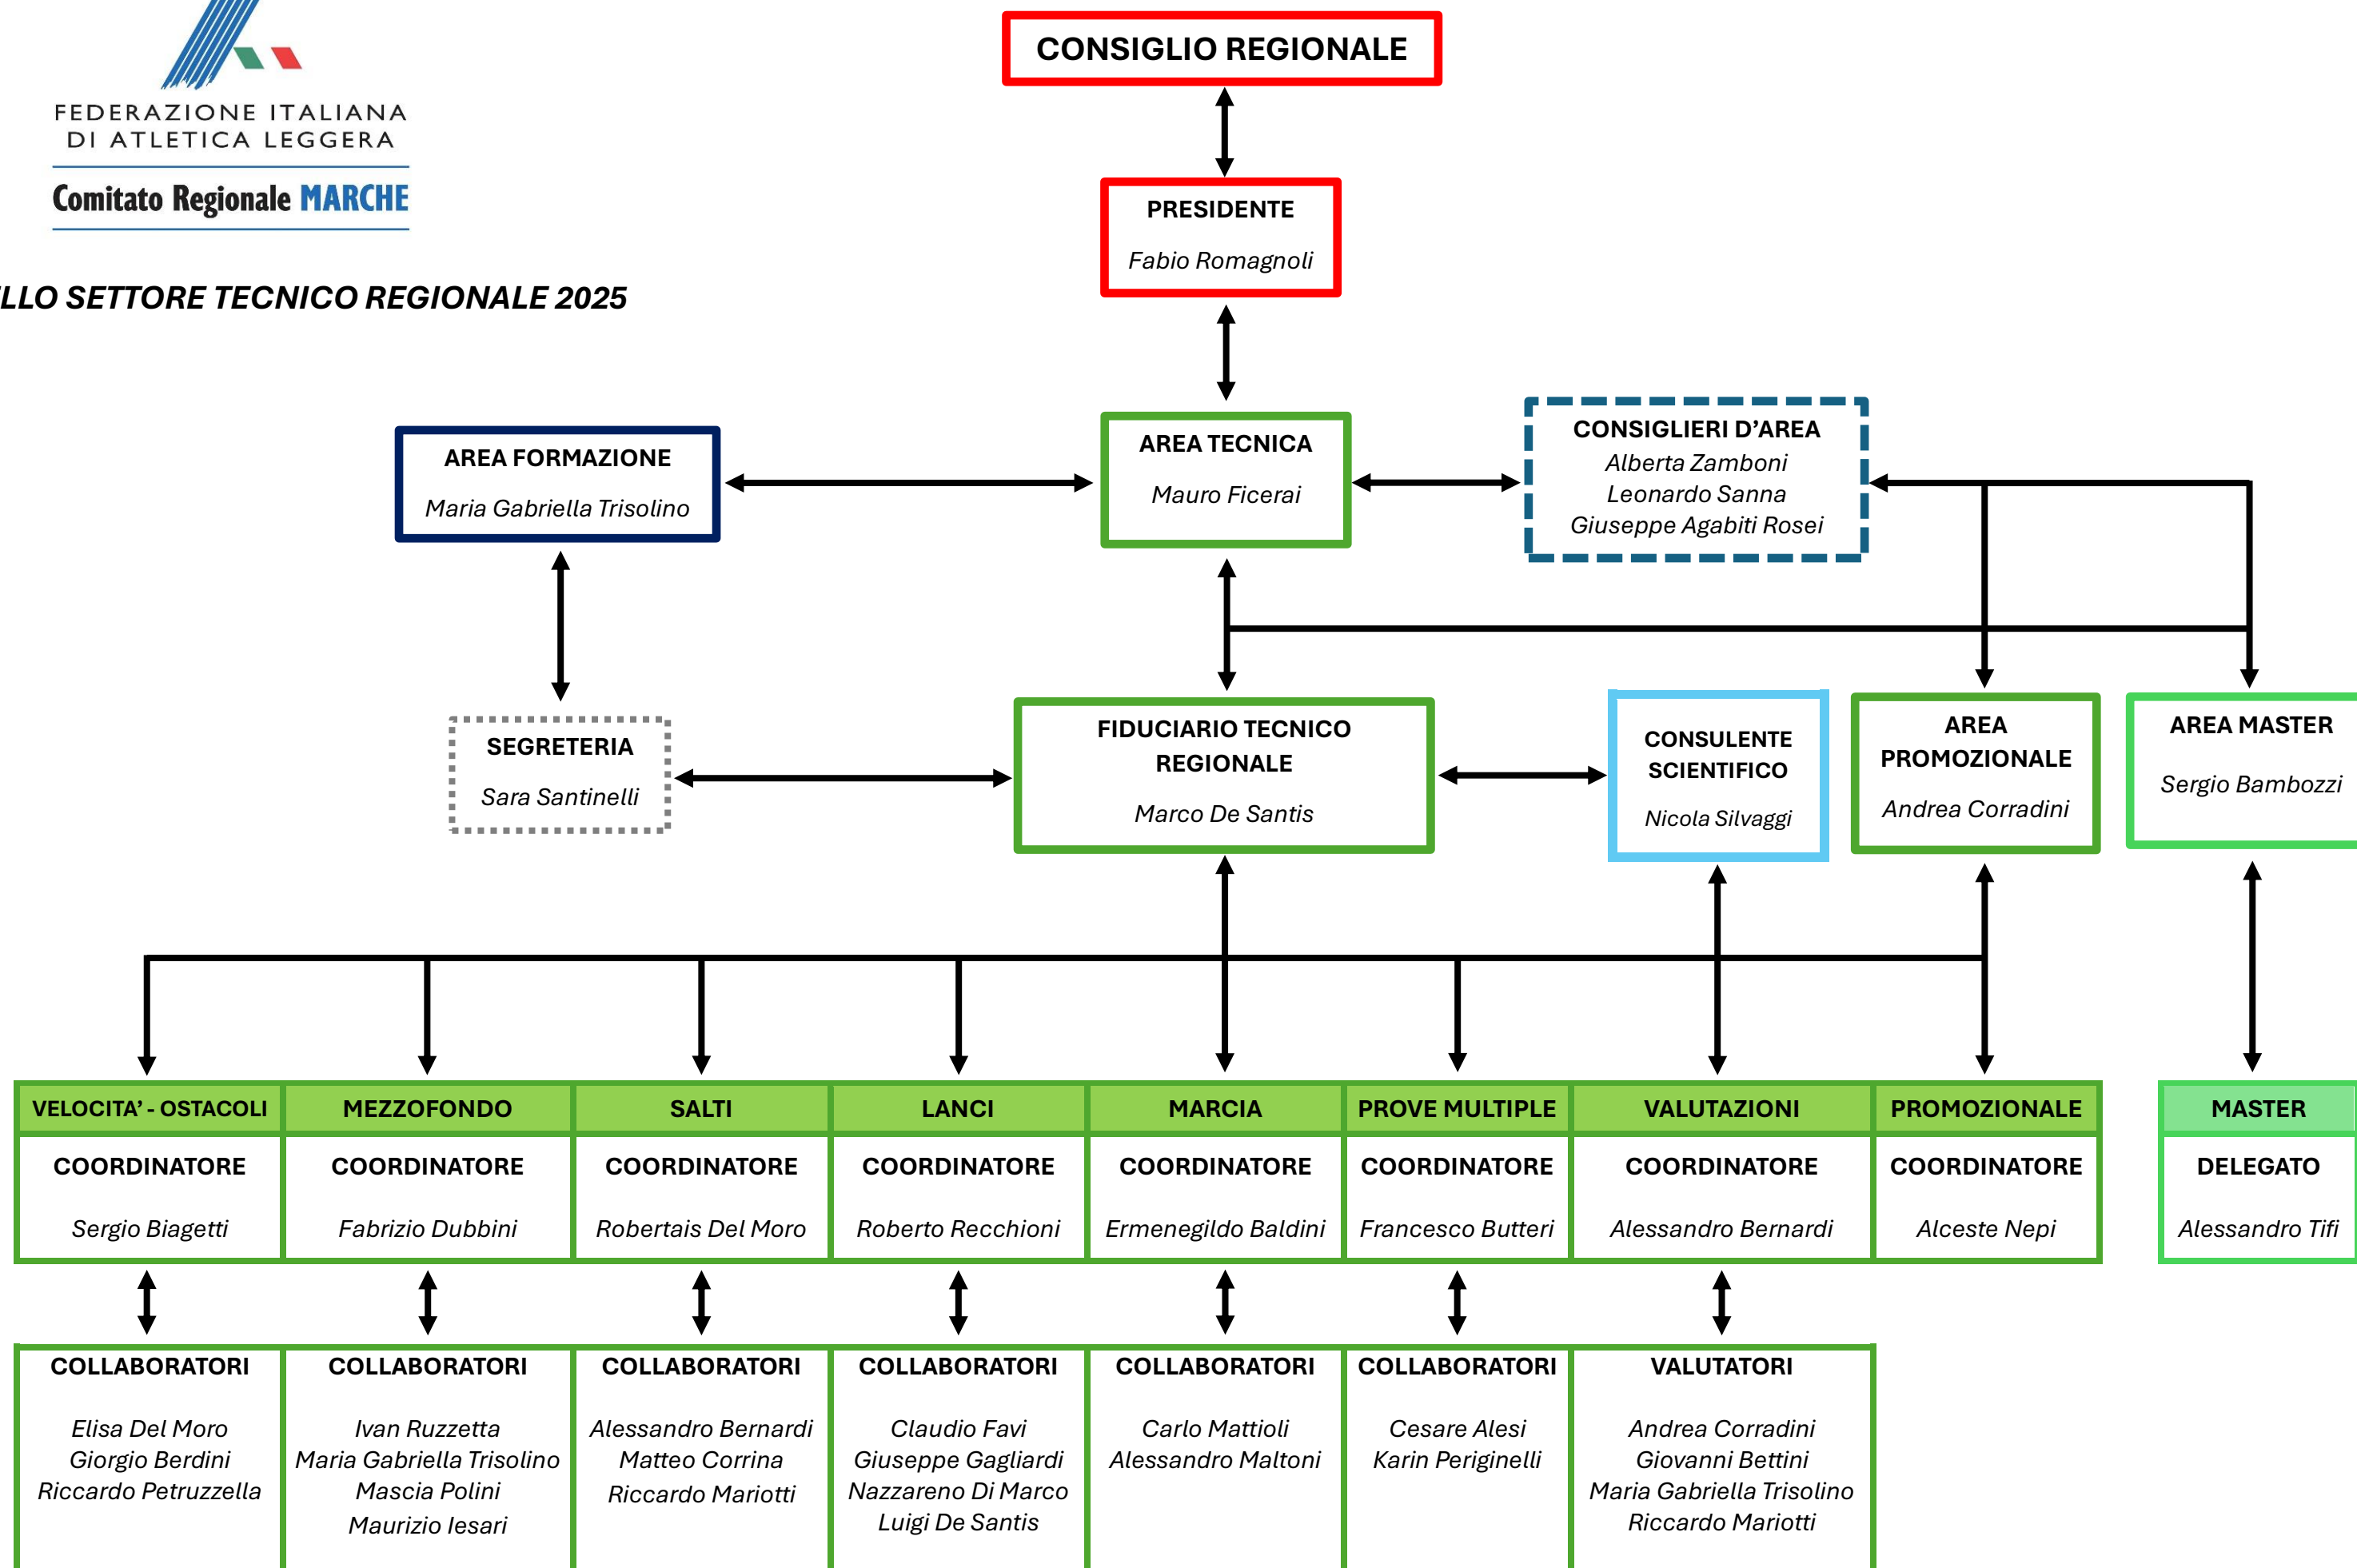 FEDERAZIONE ITALIANA
DI ATLETICA LEGGERA
Comitato Regionale MARCHE
LLO SETTORE TECNICO REGIONALE 2025
CONSIGLIO REGIONALE
PRESIDENTE
Fabio Romagnoli
AREA FORMAZIONE
Maria Gabriella Trisolino
AREA TECNICA
Mauro Ficerai
CONSIGLIERI D’AREA
Alberta Zamboni
Leonardo Sanna
Giuseppe Agabiti Rosei
SEGRETERIA
Sara Santinelli
FIDUCIARIO TECNICO
REGIONALE
Marco De Santis
CONSULENTE
SCIENTIFICO
Nicola Silvaggi
AREA
PROMOZIONALE
Andrea Corradini
AREA MASTER
Sergio Bambozzi
VELOCITA’ - OSTACOLI
COORDINATORE
Sergio Biagetti
MEZZOFONDO
COORDINATORE
Fabrizio Dubbini
SALTI
COORDINATORE
Robertais Del Moro
LANCI
COORDINATORE
Roberto Recchioni
MARCIA
COORDINATORE
Ermenegildo Baldini
PROVE MULTIPLE
COORDINATORE
Francesco Butteri
VALUTAZIONI
COORDINATORE
Alessandro Bernardi
PROMOZIONALE
COORDINATORE
Alceste Nepi
MASTER
DELEGATO
Alessandro Tifi
COLLABORATORI
Elisa Del Moro
Giorgio Berdini
Riccardo Petruzzella
COLLABORATORI
Ivan Ruzzetta
Maria Gabriella Trisolino
Mascia Polini
Maurizio Iesari
COLLABORATORI
Alessandro Bernardi
Matteo Corrina
Riccardo Mariotti
COLLABORATORI
Claudio Favi
Giuseppe Gagliardi
Nazzareno Di Marco
Luigi De Santis
COLLABORATORI
Carlo Mattioli
Alessandro Maltoni
COLLABORATORI
Cesare Alesi
Karin Periginelli
VALUTATORI
Andrea Corradini
Giovanni Bettini
Maria Gabriella Trisolino
Riccardo Mariotti